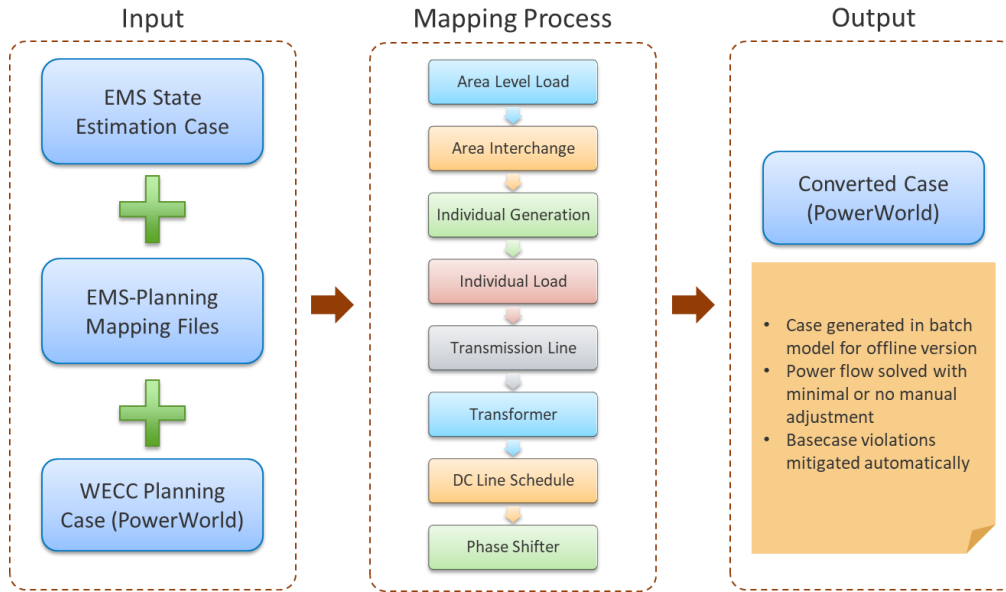 Input
EMS State
Estimation Case
EMS-Planning
Mapping Files
WECC Planning
Case (PowerWorld)
Mapping Process
Area Level Load
Area Interchange
Individual Generation
Individual Load
Transmission Line
Transformer
DC Line Schedule
Phase Shifter
Output
Converted Case
(PowerWorld)
• Case generated in batch
model for offline version
• Power flow solved with
minimal or no manual
adjustment
• Basecase violations
mitigated automatically